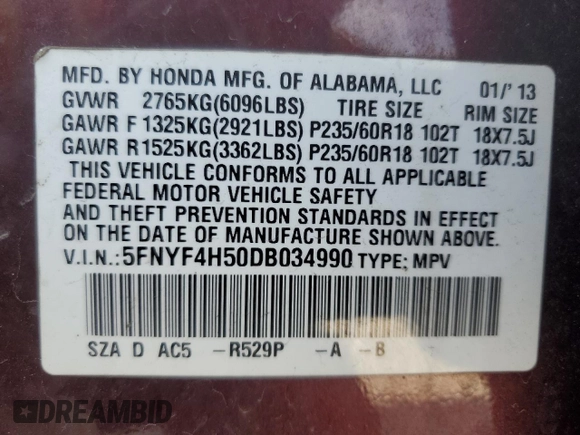 MFD. BY HONDA MFG. OF ALABAMA, LLC 01/'13
GVWR 2765KG(6096LBS) TIRE SIZE RIM SIZE
GAWR F 1325KG(2921LBS) P235/60R18 102T 18X7.5J
GAWR R 1525KG(3362LBS) P235/60R18 102T 18X7.5J
THIS VEHICLE CONFORMS TO ALL APPLICABLE
FEDERAL MOTOR VEHICLE SAFETY
AND THEFT PREVENTION STANDARDS IN EFFECT
ON THE DATE OF MANUFACTURE SHOWN ABOVE.
V.I.N.: 5FNYF4H50DB034990 TYPE: MPV
SZA D AC5 -R529P -A -B
DREAMBID